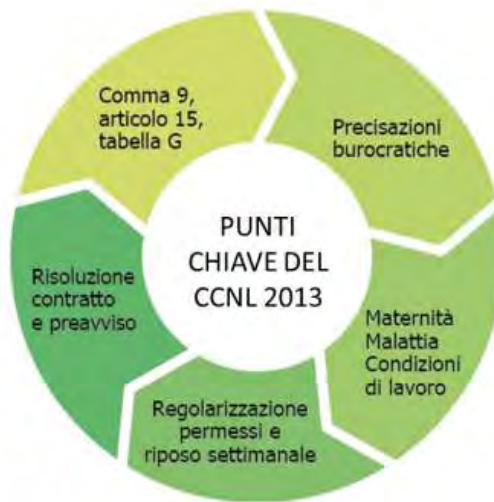 Comma 9,
articolo 15,
tabella G
Precisazioni
burocratiche
PUNTI
CHIAVE DEL
CCNL 2013
Risoluzione
contratto
e preavviso
Maternità
Malattia
Condizioni
di lavoro
Regolarizzazione
permessi e
riposo settimanale